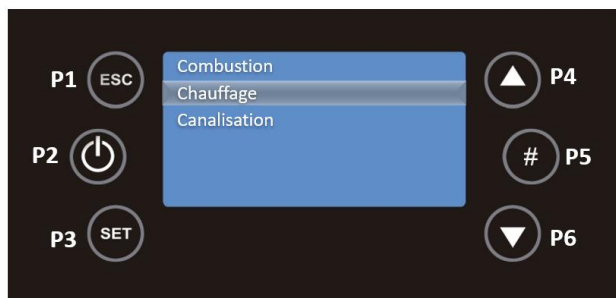 P1 ESC
Combustion
Chauffage
Canalisation
P4
P2
# P5
P3 SET
P6